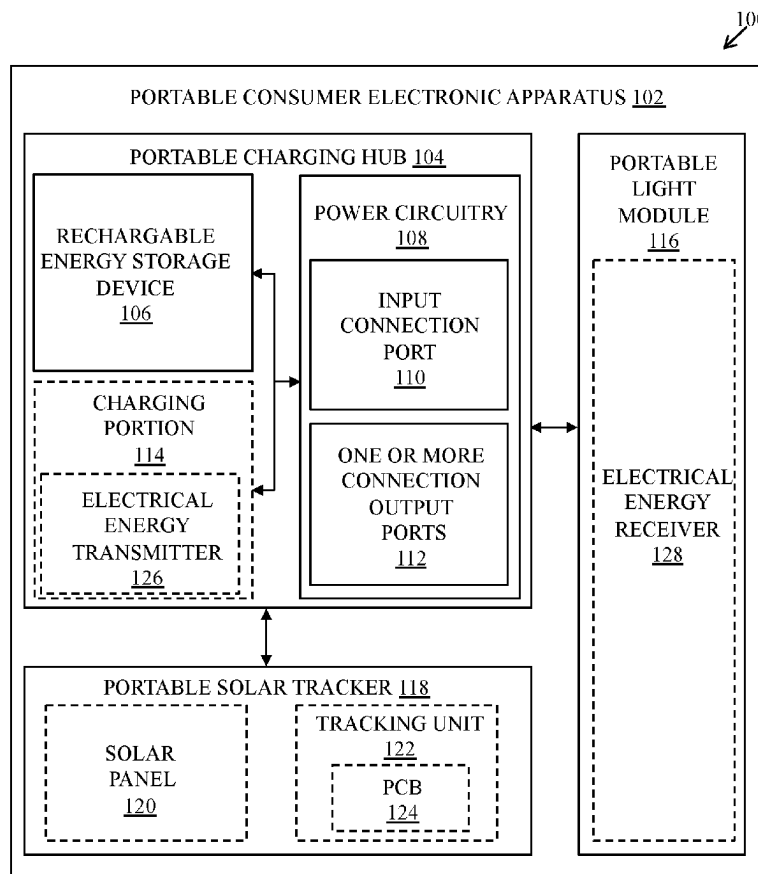 100
PORTABLE CONSUMER ELECTRONIC APPARATUS 102
PORTABLE CHARGING HUB 104
RECHARGABLE
ENERGY STORAGE
DEVICE
106
CHARGING
PORTION
114
ELECTRICAL
ENERGY
TRANSMITTER
126
POWER CIRCUITRY
108
INPUT
CONNECTION
PORT
110
ONE OR MORE
CONNECTION
OUTPUT
PORTS
112
PORTABLE
LIGHT
MODULE
116
ELECTRICAL
ENERGY
RECEIVER
128
PORTABLE SOLAR TRACKER 118
SOLAR
PANEL
120
TRACKING UNIT
122
PCB
124